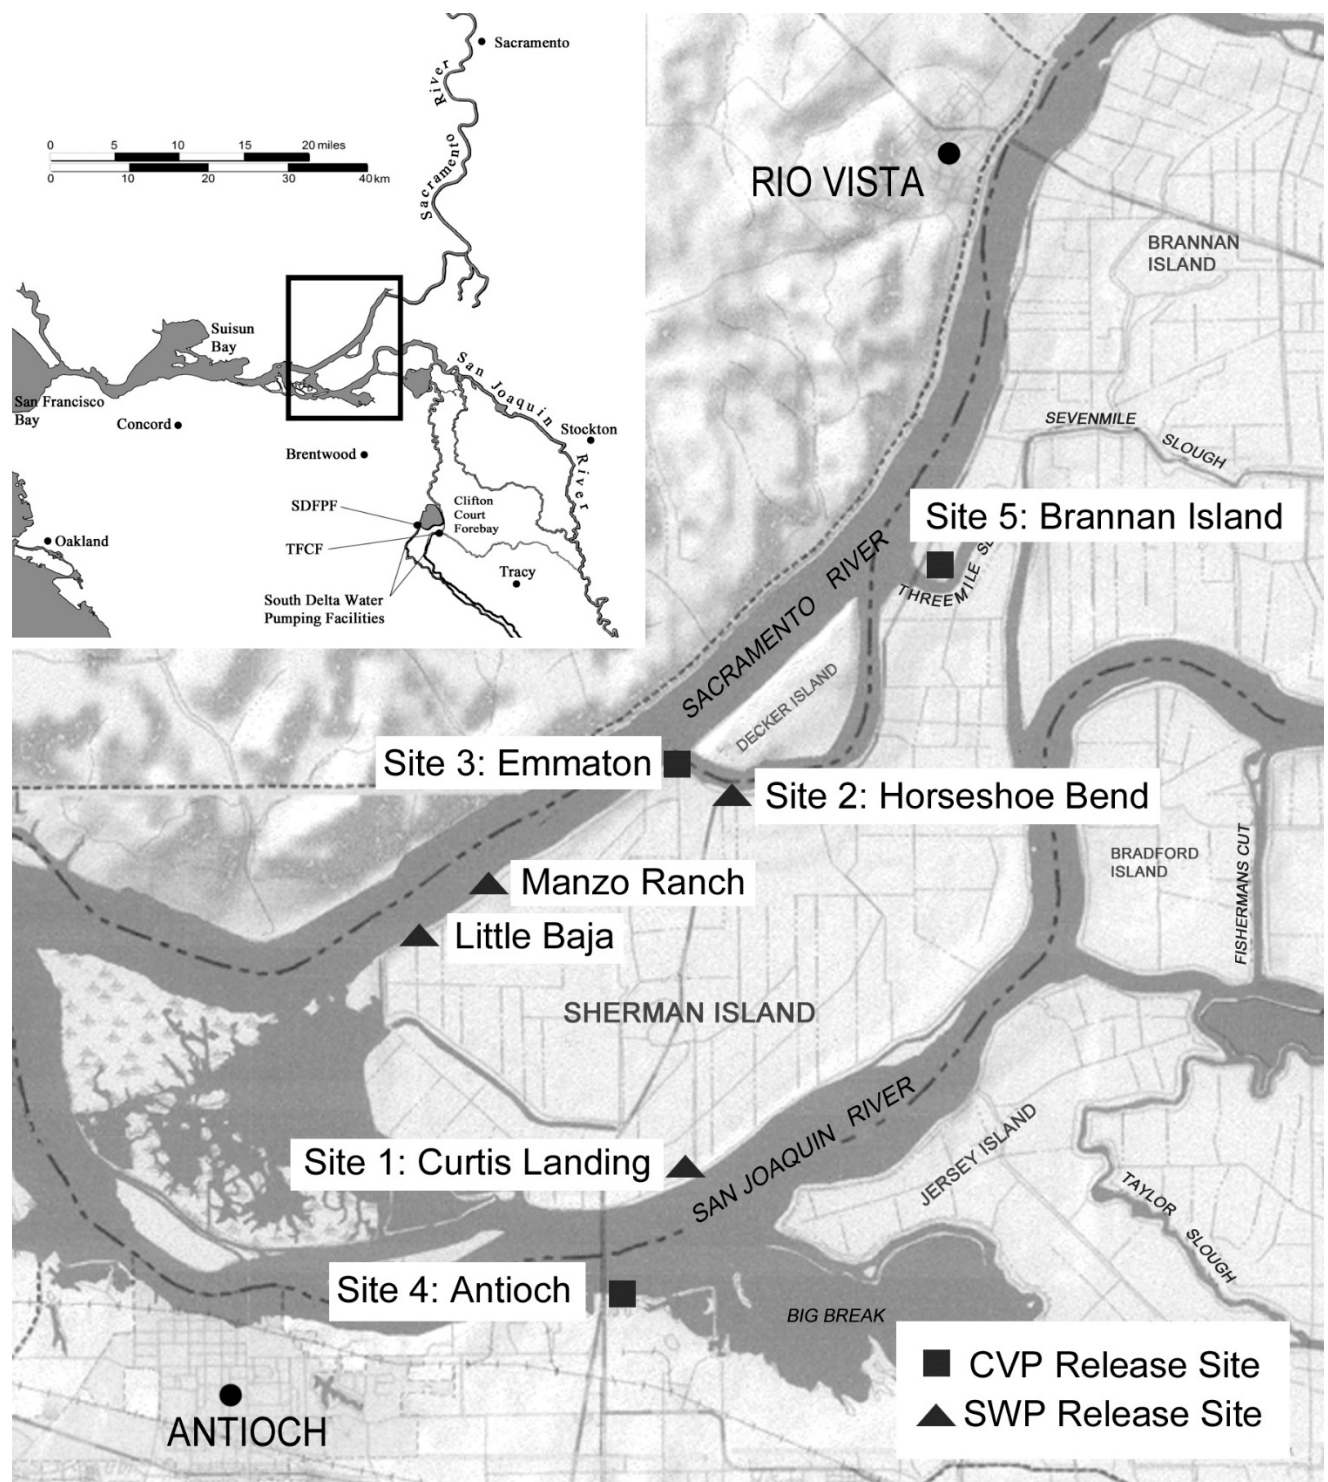 Sacramento
Sacramento River
0 5 10 15 20 miles
0 10 20 30 40 km
Suisun
Bay
San Francisco
Bay
Concord
San Joaquin River
Stockton
Brentwood
SDFPF
Clifton
Court
Forebay
TFCF
Oakland
Tracy
South Delta Water
Pumping Facilities
RIO VISTA
BRANNAN
ISLAND
SEVENMILE SLOUGH
Site 5: Brannan Island
THREEMILE
SACRAMENTO RIVER
DECKER ISLAND
Site 3: Emmaton
Site 2: Horseshoe Bend
BRADFORD
ISLAND
FISHERMANS CUT
Manzo Ranch
Little Baja
SHERMAN ISLAND
SAN JOAQUIN RIVER
JERSEY ISLAND
Site 1: Curtis Landing
TAYLOR SLOUGH
Site 4: Antioch
BIG BREAK
CVP Release Site
SWP Release Site
ANTIOCH